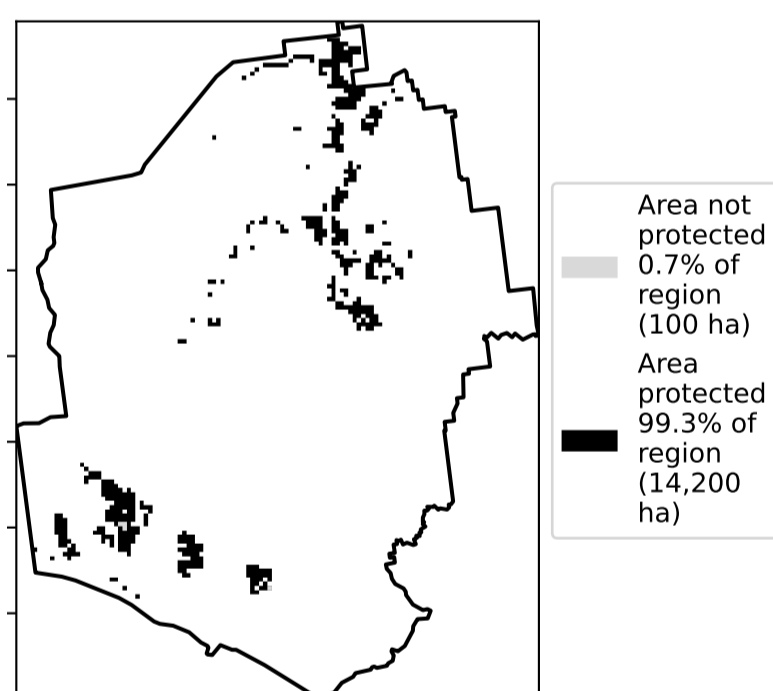 Area not
protected
0.7% of
region
(100 ha)
Area
protected
99.3% of
region
(14,200
ha)